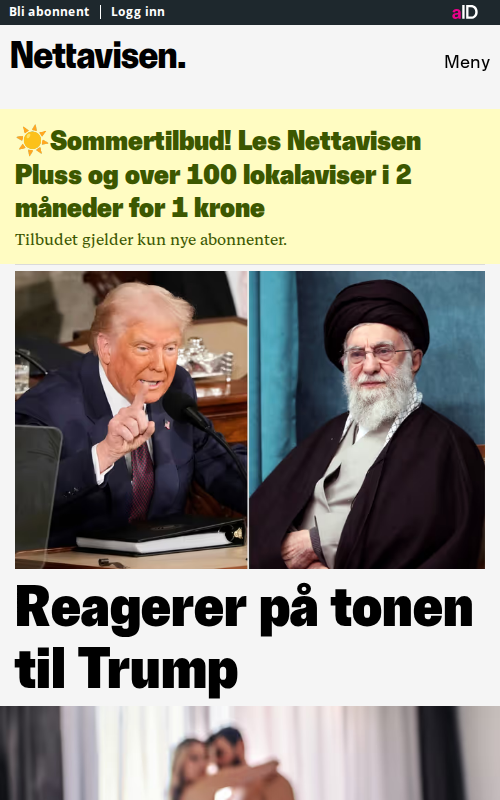 Bli abonnent | Logg inn
aID
Nettavisen.
Meny
☀️Sommertilbud! Les Nettavisen
Pluss og over 100 lokalaviser i 2
måneder for 1 krone
Tilbudet gjelder kun nye abonnenter.
Reagerer på tonen
til Trump